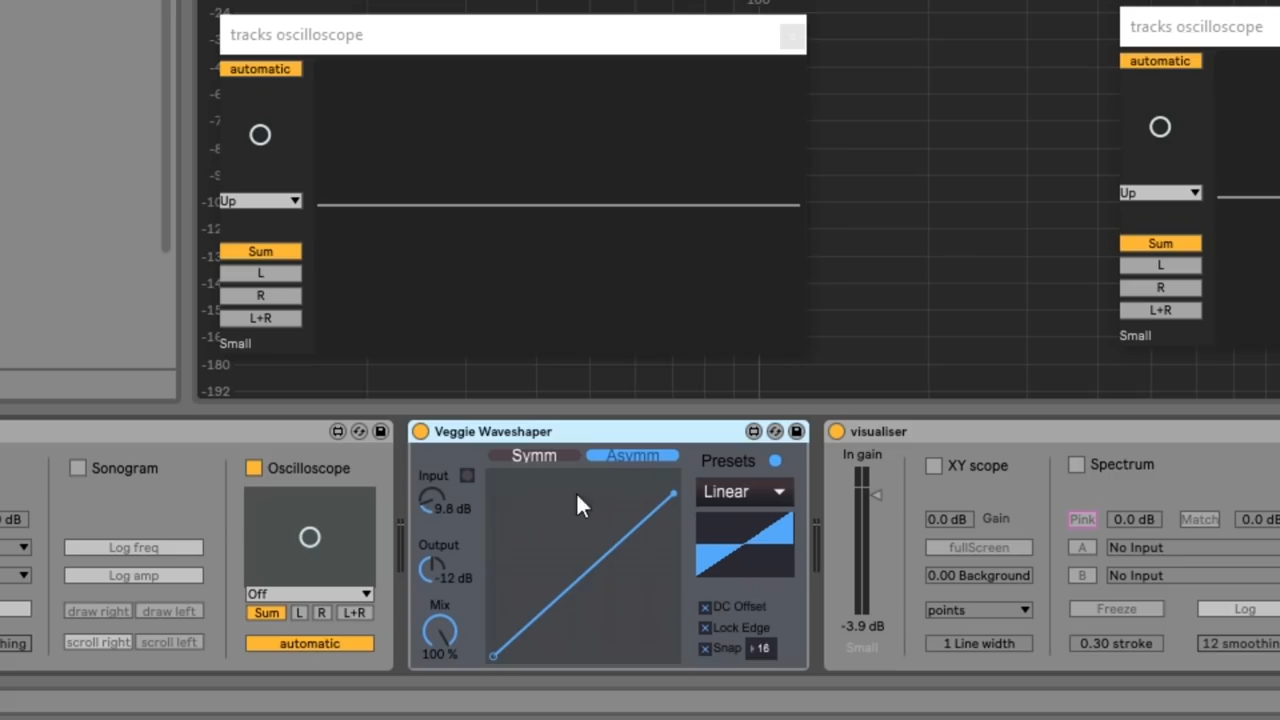 tracks oscilloscope
automatic
Up
Sum
L
R
L+R
Small
-180
-192
tracks oscilloscope
automatic
Up
Sum
L
R
L+R
Small
Sonogram
Oscilloscope
dB
Log freq
Log amp
draw right
draw left
scroll right
scroll left
Off
Sum
L
R
L+R
automatic
Veggie Waveshaper
Symm
Asymm
Input
9.8 dB
Output
-12 dB
Mix
100 %
Presets
Linear
DC Offset
Lock Edge
Snap
16
visualiser
In gain
-3.9 dB
Small
XY scope
0.0 dB
Gain
fullScreen
0.00 Background
points
1 Line width
Spectrum
Pink
0.0 dB
Match
A
No Input
B
No Input
Freeze
Log
0.30 stroke